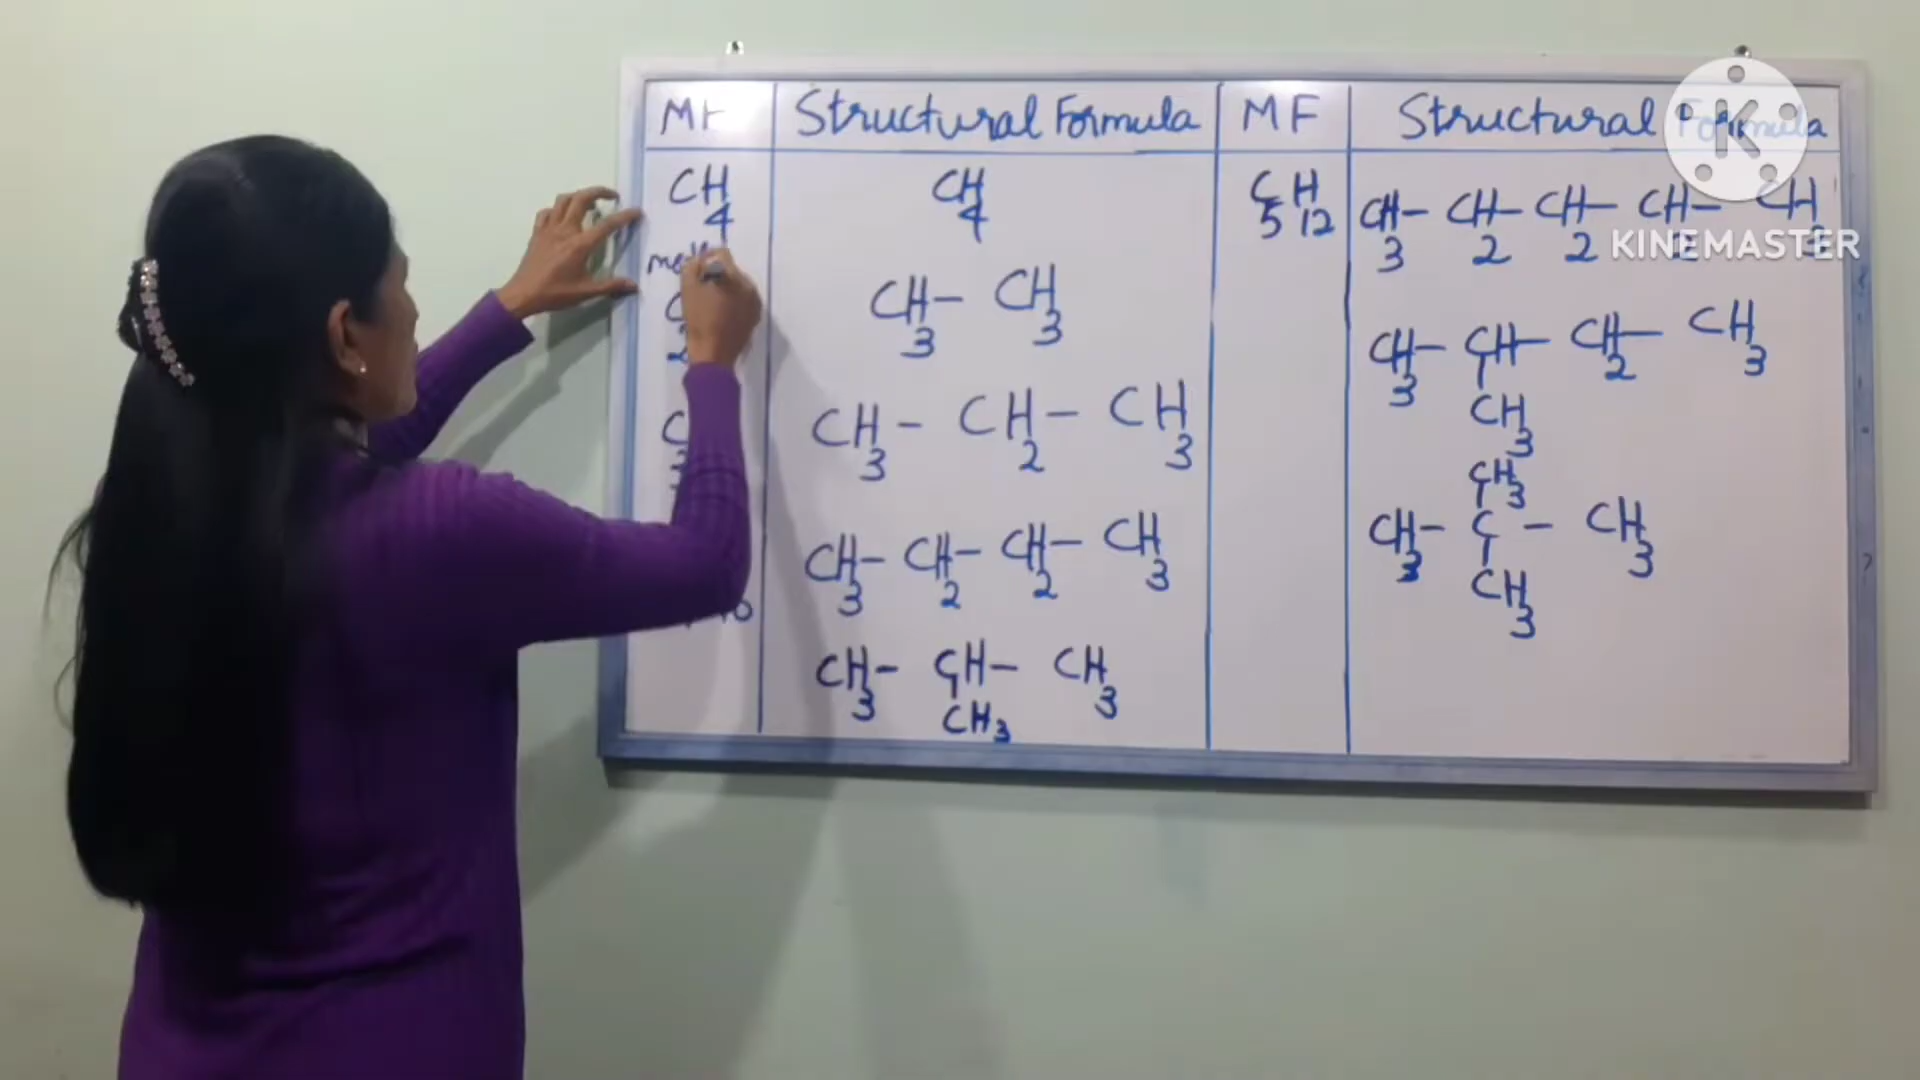 Structural Formula MF Structural Formula
CH4 CH4 C5H12 CH3- CH2- CH2- CH2- CH3
KINEMASTER
CH3- CH3
CH3- CH- CH2- CH3
CH3
CH3- CH2- CH3
CH3
CH3- C - CH3
CH3
CH3- CH2- CH2- CH3
CH3- CH- CH3
CH3